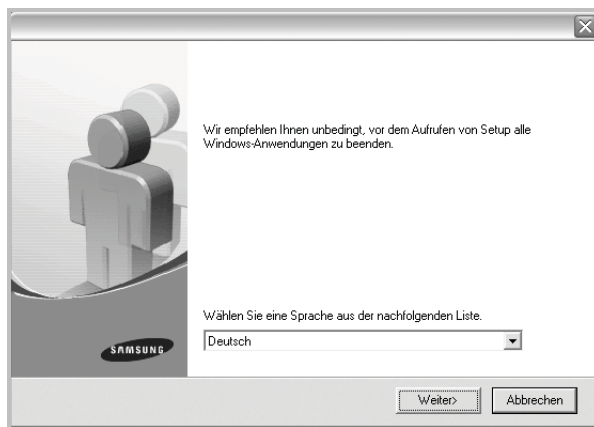 Wir empfehlen Ihnen unbedingt, vor dem Aufrufen von Setup alle
Windows-Anwendungen zu beenden.
Wählen Sie eine Sprache aus der nachfolgenden Liste.
Deutsch
SAMSUNG
Weiter>
Abbrechen